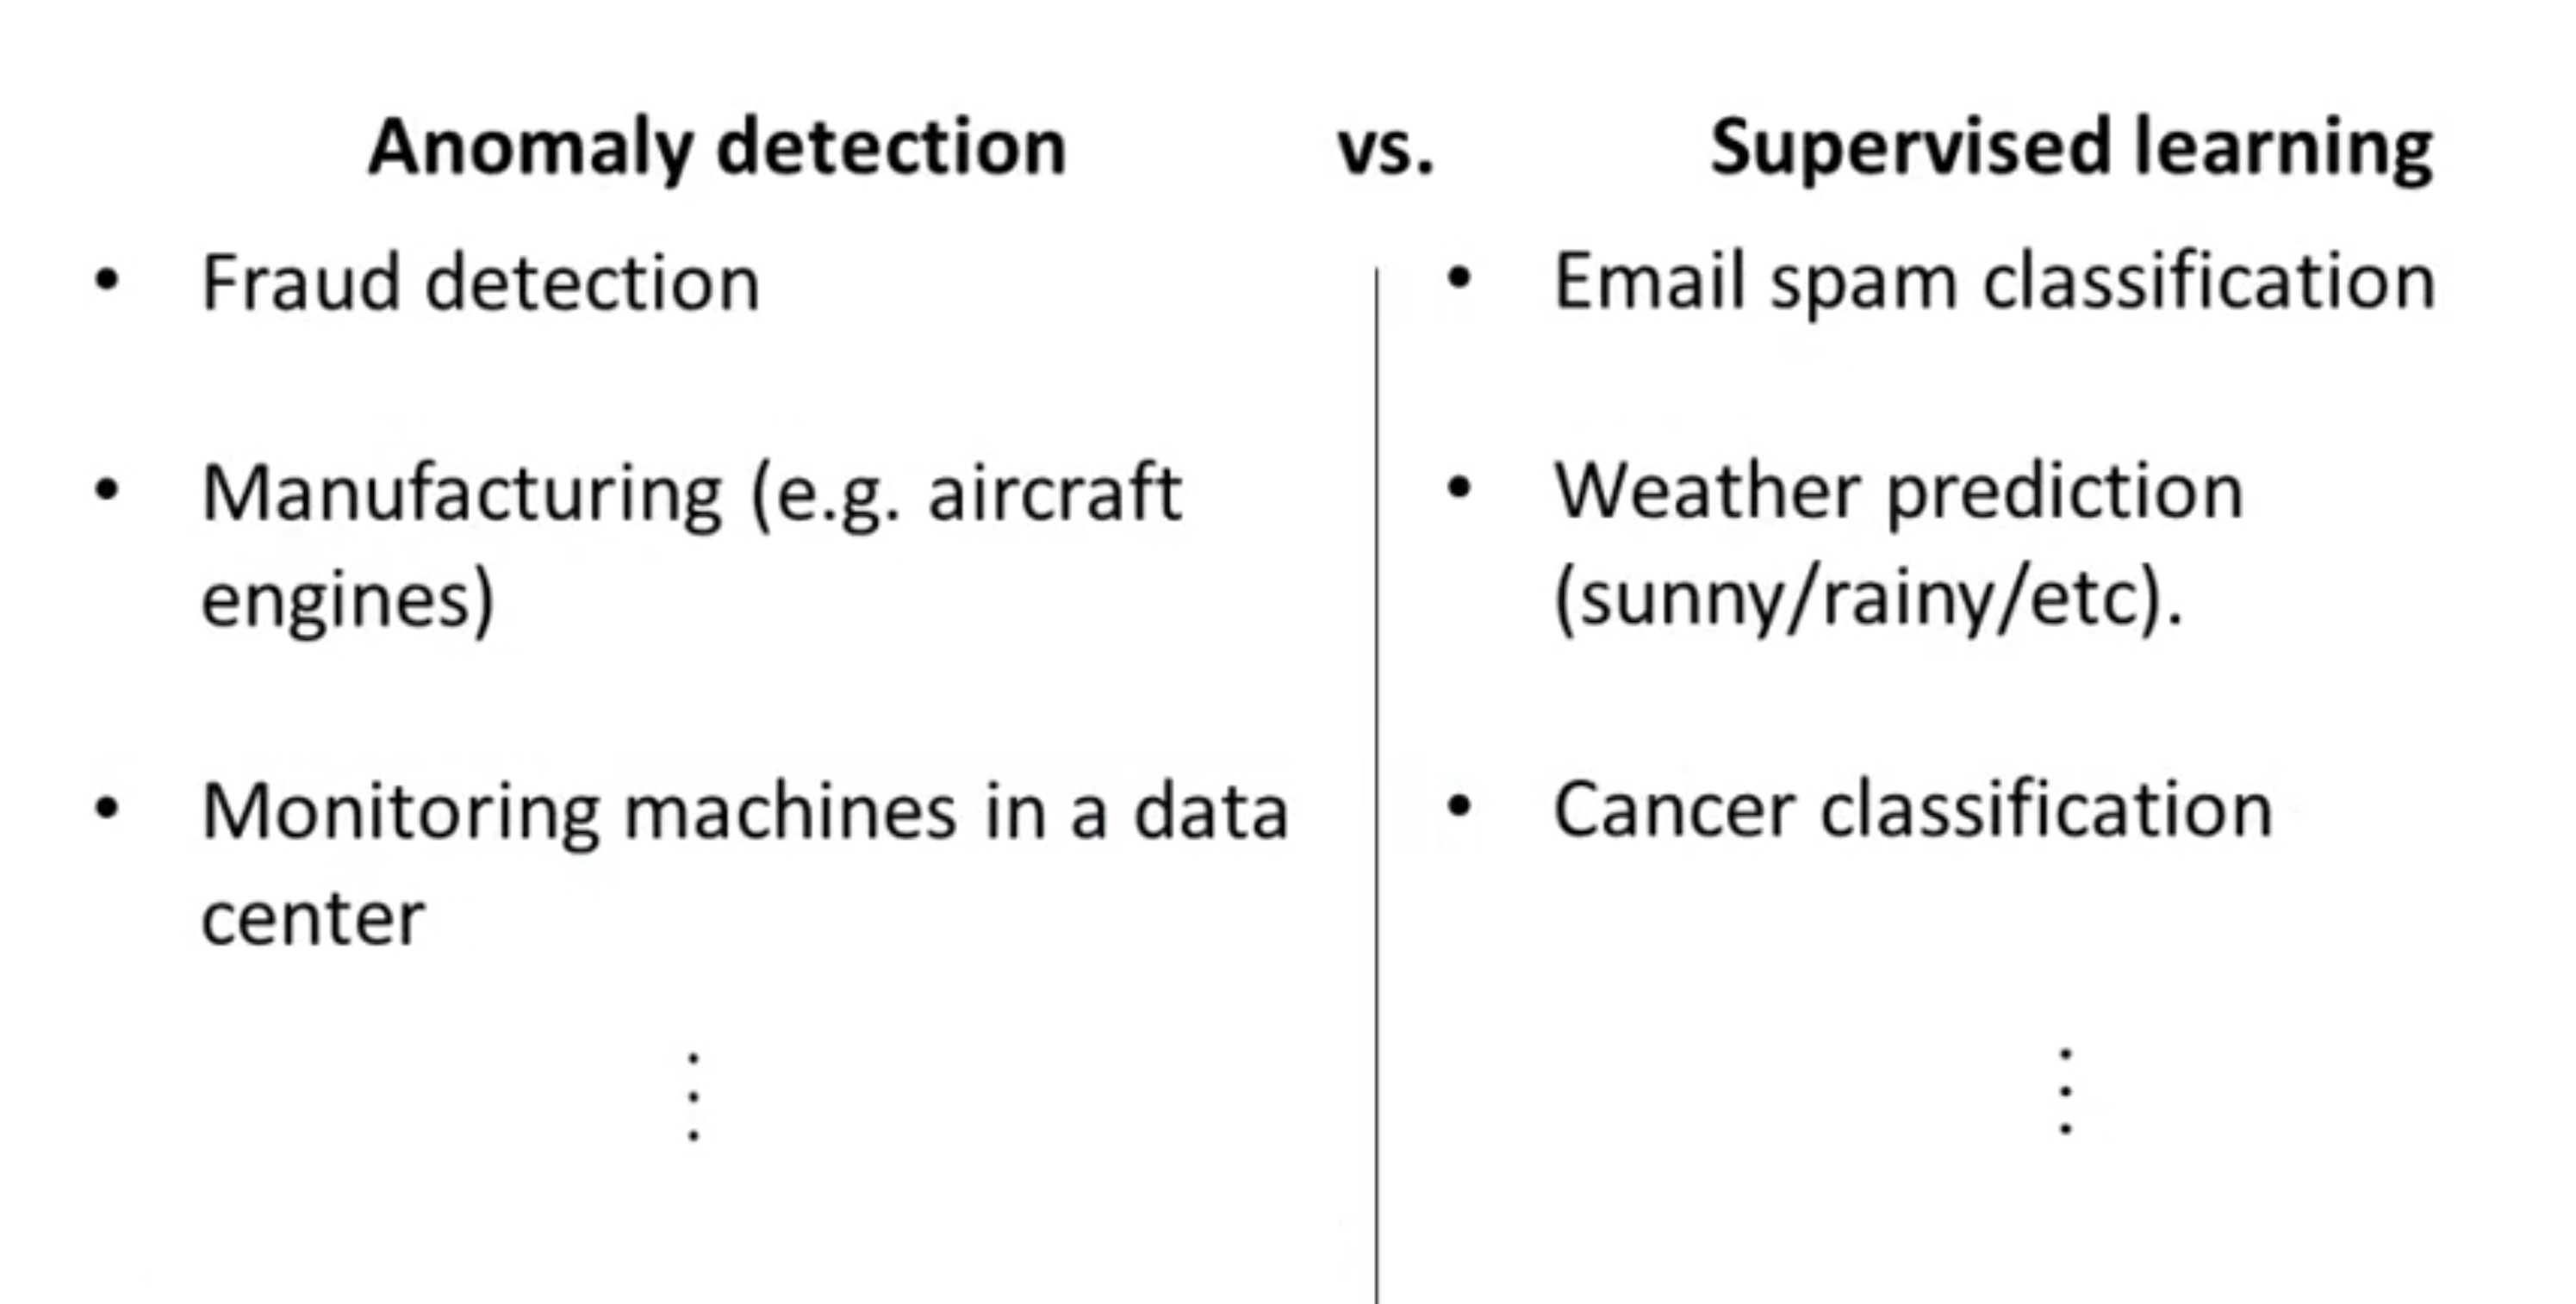 Anomaly detection vs. Supervised learning
• Fraud detection
• Manufacturing (e.g. aircraft
engines)
• Monitoring machines in a data
center
⋮
• Email spam classification
• Weather prediction
(sunny/rainy/etc).
• Cancer classification
⋮